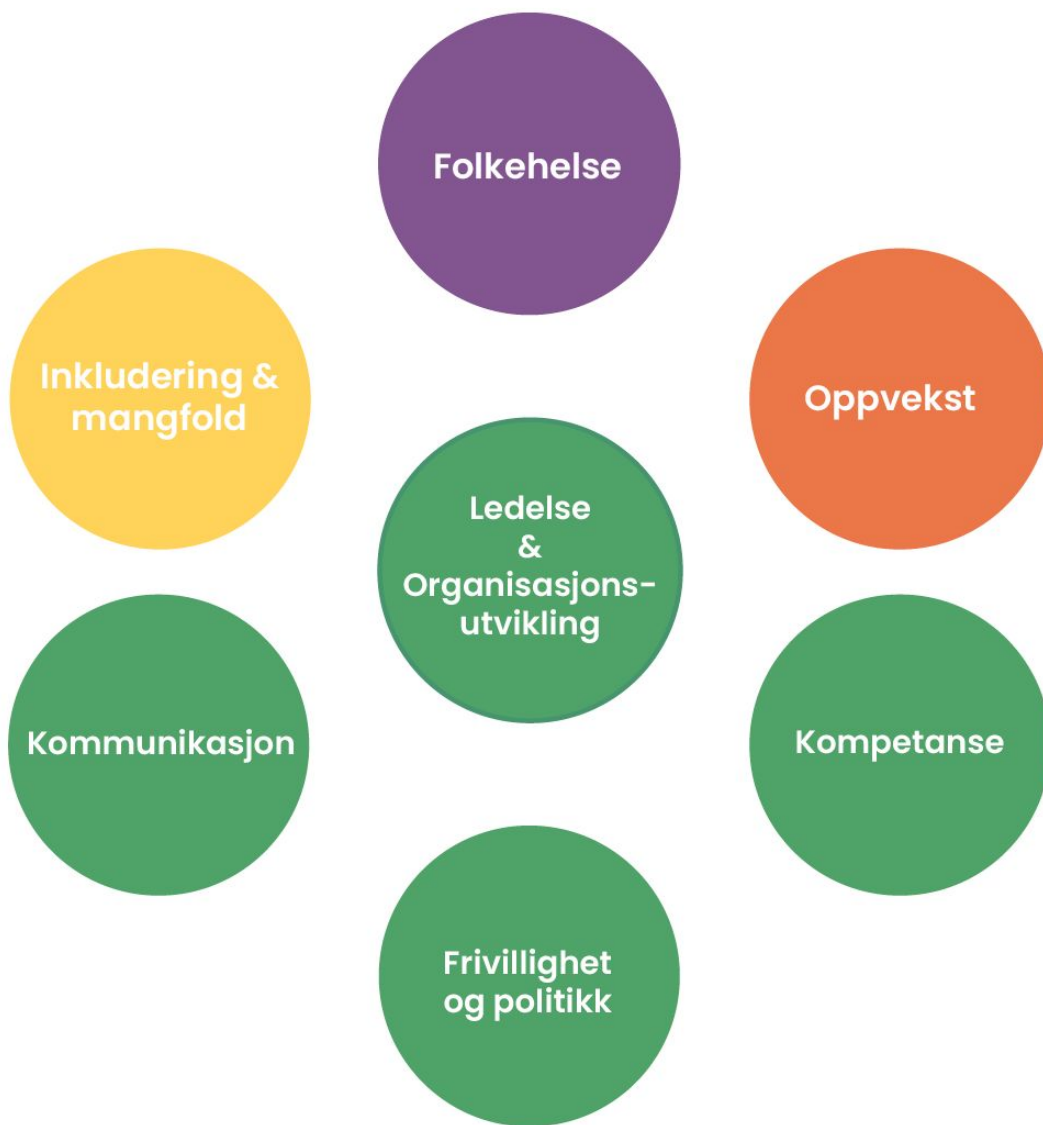 Folkehelse
Inkludering &
mangfold
Oppvekst
Ledelse
&
Organisasjons-
utvikling
Kommunikasjon
Kompetanse
Frivillighet
og politikk